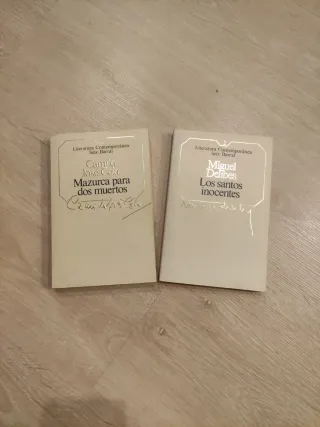 Literatura Contemporánea
Seix Barral
Camilo
José Cela
Mazurca para
dos muertos
Literatura Contemporánea
Seix Barral
Miguel
Delibes
Los santos
inocentes